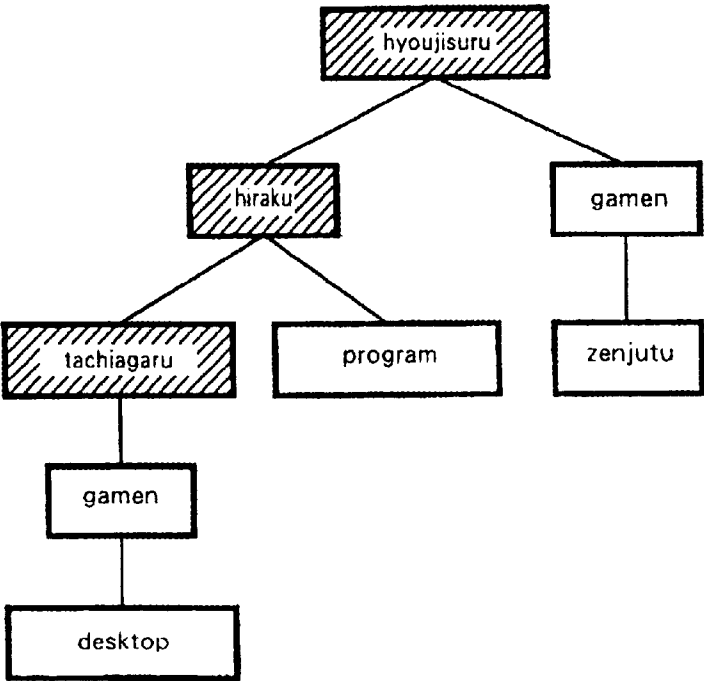 hyoujisuru
hiraku
gamen
tachiagaru
program
zenjutu
gamen
desktop